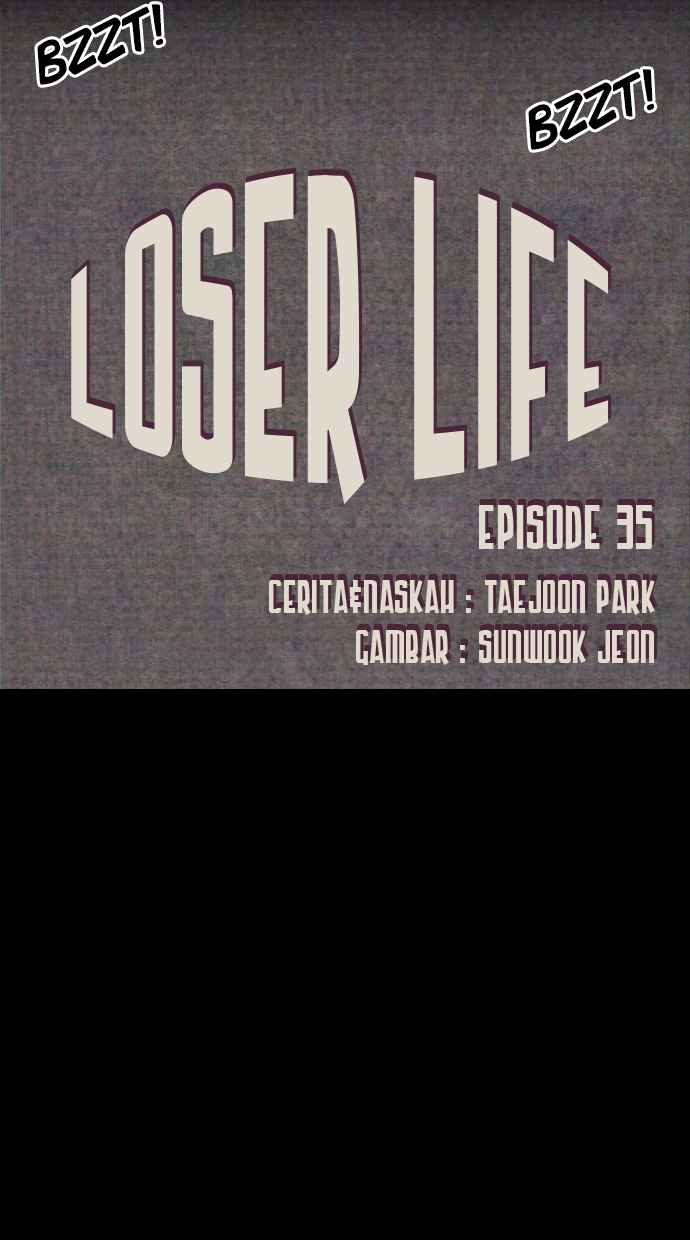 BZZT!
BZZT!
LOSER LIFE
EPISODE 35
CERITA&NASKAH : TAEJOON PARK
GAMBAR : SUNWOOK JEON